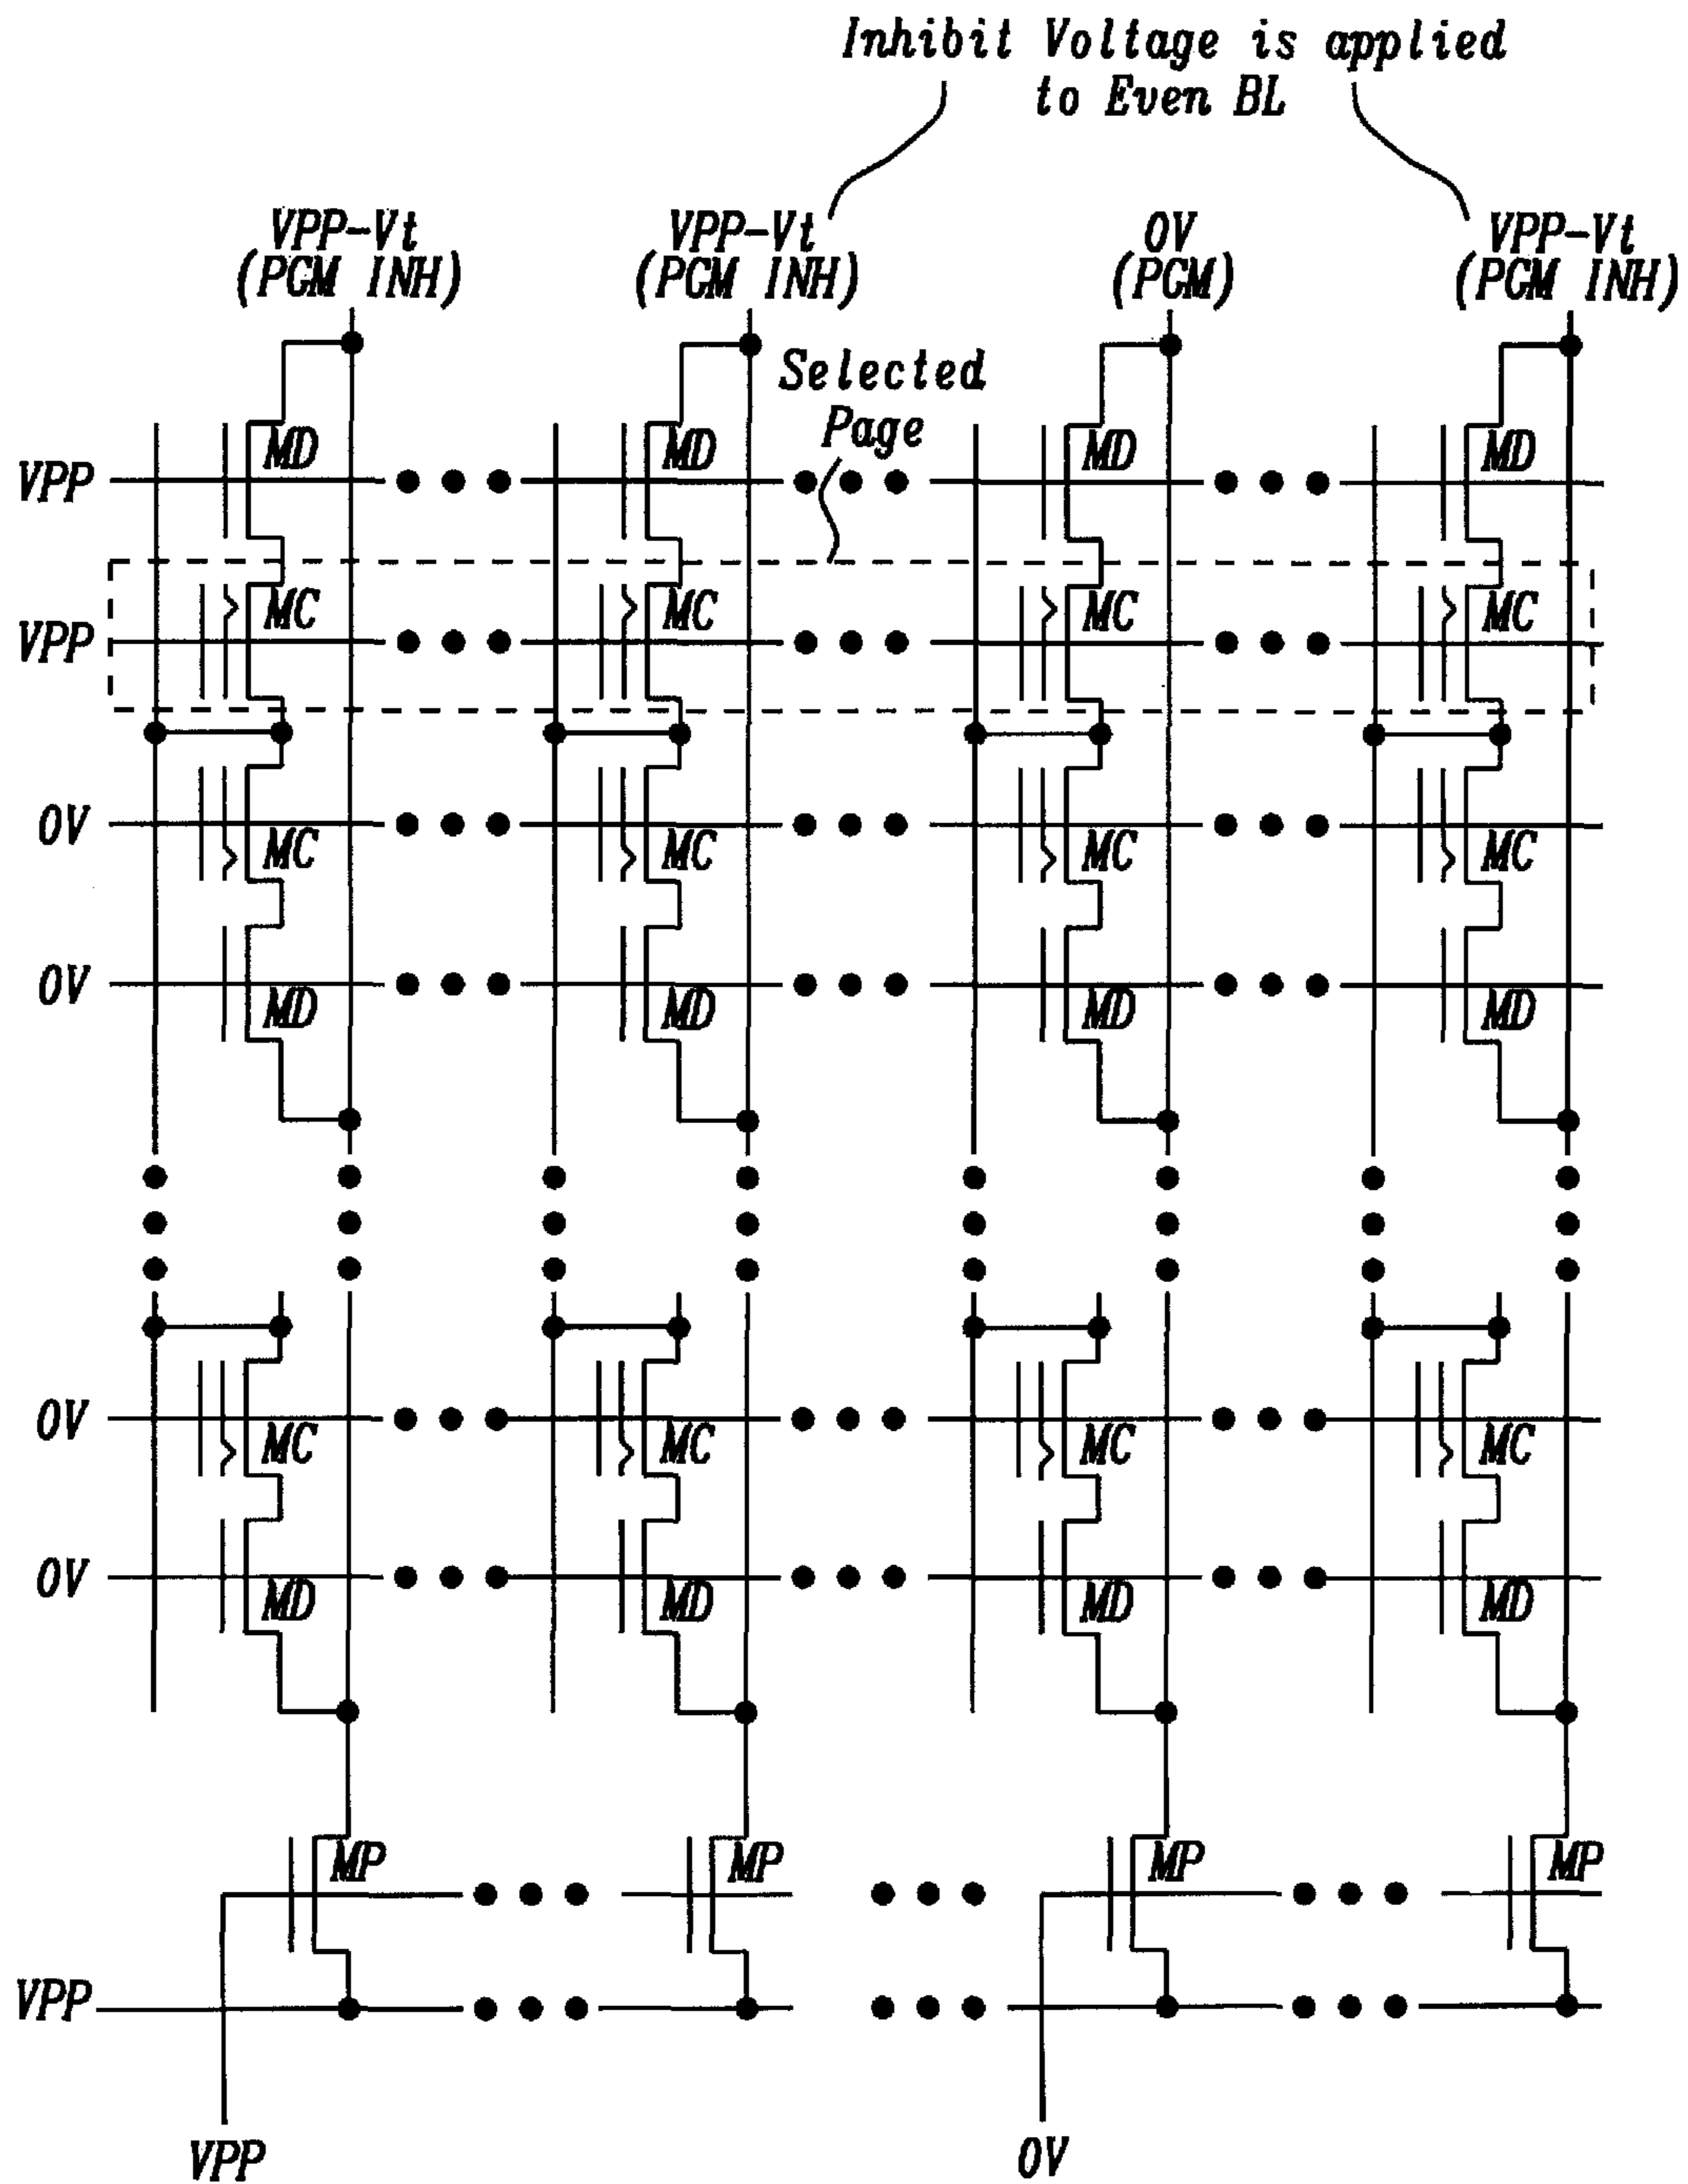 Inhibit Voltage is applied
to Even BL
VPP-Vt
(PGM INH)
VPP-Vt
(PGM INH)
0V
(PGM)
VPP-Vt
(PGM INH)
Selected
Page
VPP
MD
MD
MD
MD
VPP
MC
MC
MC
MC
0V
MC
MC
MC
MC
0V
MD
MD
MD
MD
0V
MC
MC
MC
MC
0V
MD
MD
MD
MD
MP
MP
MP
MP
VPP
VPP
0V